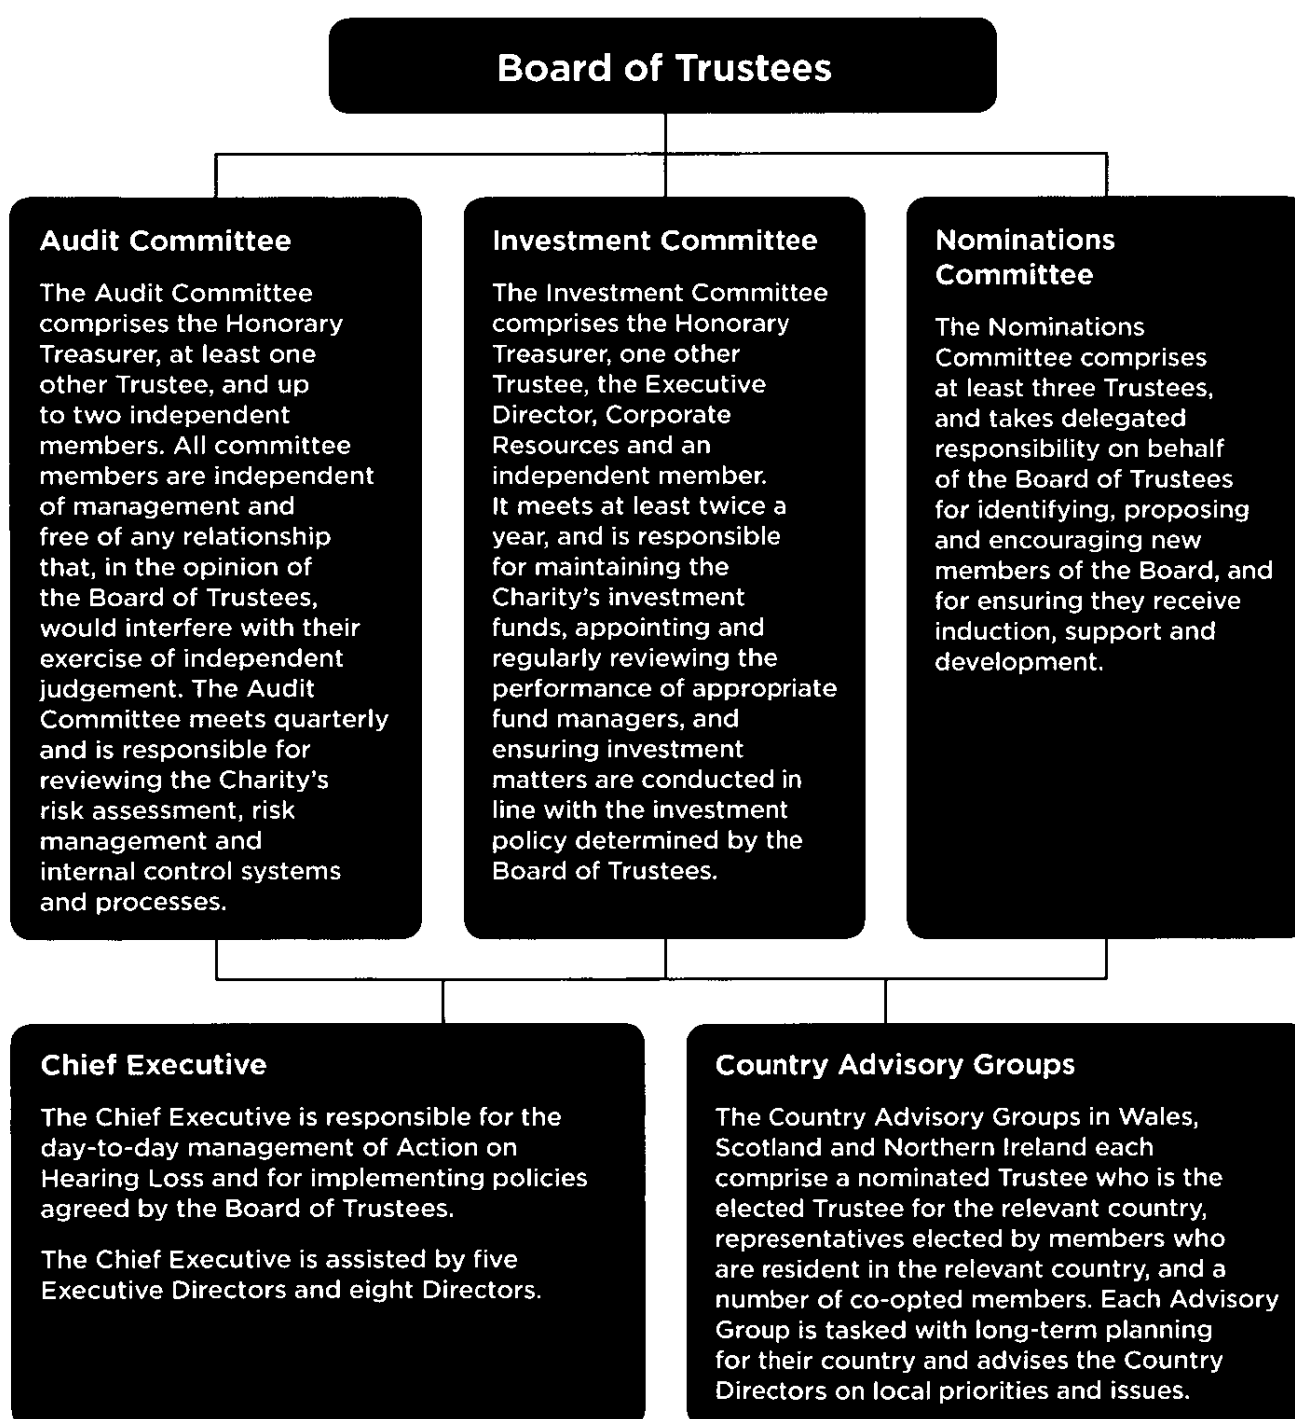 Board of Trustees
Audit Committee
The Audit Committee
comprises the Honorary
Treasurer, at least one
other Trustee, and up
to two independent
members. All committee
members are independent
of management and
free of any relationship
that, in the opinion of
the Board of Trustees,
would interfere with their
exercise of independent
judgement. The Audit
Committee meets quarterly
and is responsible for
reviewing the Charity's
risk assessment, risk
management and
internal control systems
and processes.
Investment Committee
The Investment Committee
comprises the Honorary
Treasurer, one other
Trustee, the Executive
Director, Corporate
Resources and an
independent member.
It meets at least twice a
year, and is responsible
for maintaining the
Charity's investment
funds, appointing and
regularly reviewing the
performance of appropriate
fund managers, and
ensuring investment
matters are conducted in
line with the investment
policy determined by the
Board of Trustees.
Nominations
Committee
The Nominations
Committee comprises
at least three Trustees,
and takes delegated
responsibility on behalf
of the Board of Trustees
for identifying, proposing
and encouraging new
members of the Board, and
for ensuring they receive
induction, support and
development.
Chief Executive
The Chief Executive is responsible for the
day-to-day management of Action on
Hearing Loss and for implementing policies
agreed by the Board of Trustees.
The Chief Executive is assisted by five
Executive Directors and eight Directors.
Country Advisory Groups
The Country Advisory Groups in Wales,
Scotland and Northern Ireland each
comprise a nominated Trustee who is the
elected Trustee for the relevant country,
representatives elected by members who
are resident in the relevant country, and a
number of co-opted members. Each Advisory
Group is tasked with long-term planning
for their country and advises the Country
Directors on local priorities and issues.